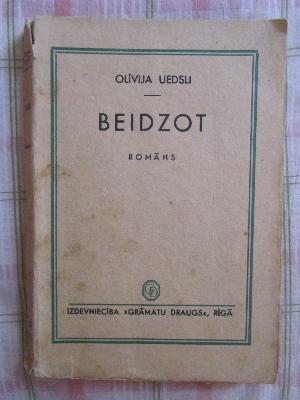 OLĪVIJA UEDSLI
BEIDZOT
ROMĀNS
IZDEVNIECĪBA »GRĀMATU DRAUGS«, RĪGĀ